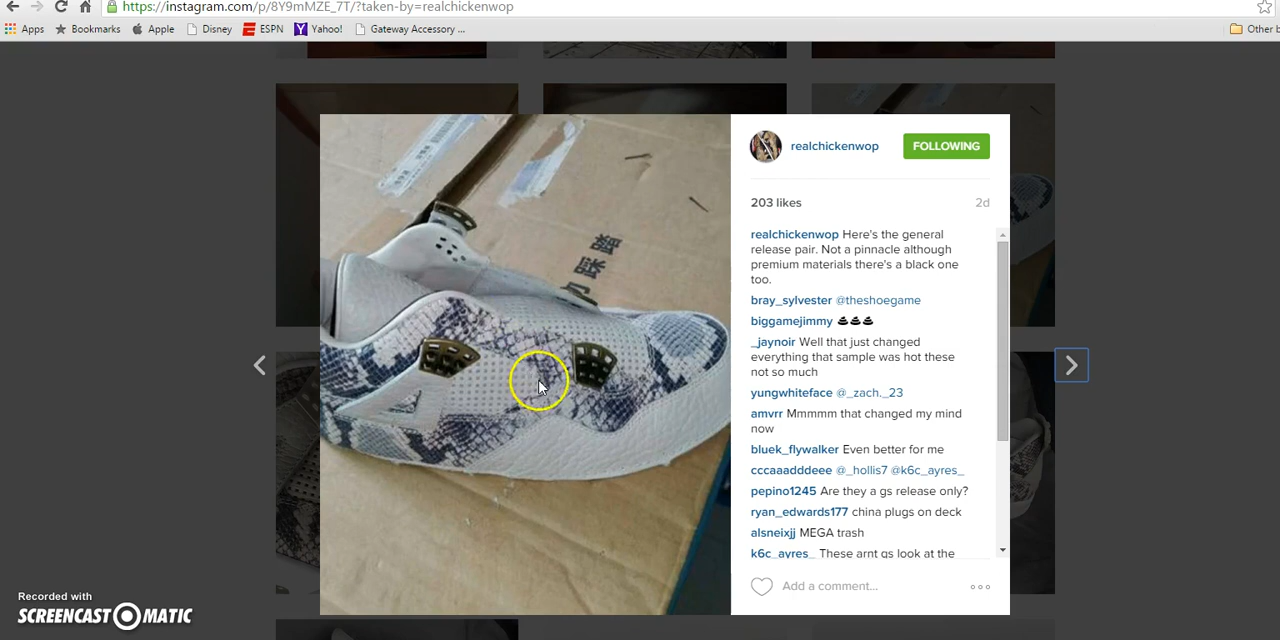 https://instagram.com/p/8Y9mMZE_7T/?taken-by=realchickenwop
Apps Bookmarks Apple Disney ESPN Yahoo! Gateway Accessory ... Other b
realchickenwop FOLLOWING
203 likes 2d
realchickenwop Here's the general
release pair. Not a pinnacle although
premium materials there's a black one
too.
bray_sylvester @theshoegame
biggamejimmy 💩💩💩
_jaynoir Well that just changed
everything that sample was hot these
not so much
yungwhiteface @_zach._23
amvrr Mmmmm that changed my mind
now
bluek_flywalker Even better for me
cccaaadddeee @_hollis7 @k6c_ayres_
pepino1245 Are they a gs release only?
ryan_edwards177 china plugs on deck
alsneixjj MEGA trash
k6c_ayres_ These arnt gs look at the
Add a comment...
勿踩踏
Recorded with
SCREENCAST-O-MATIC